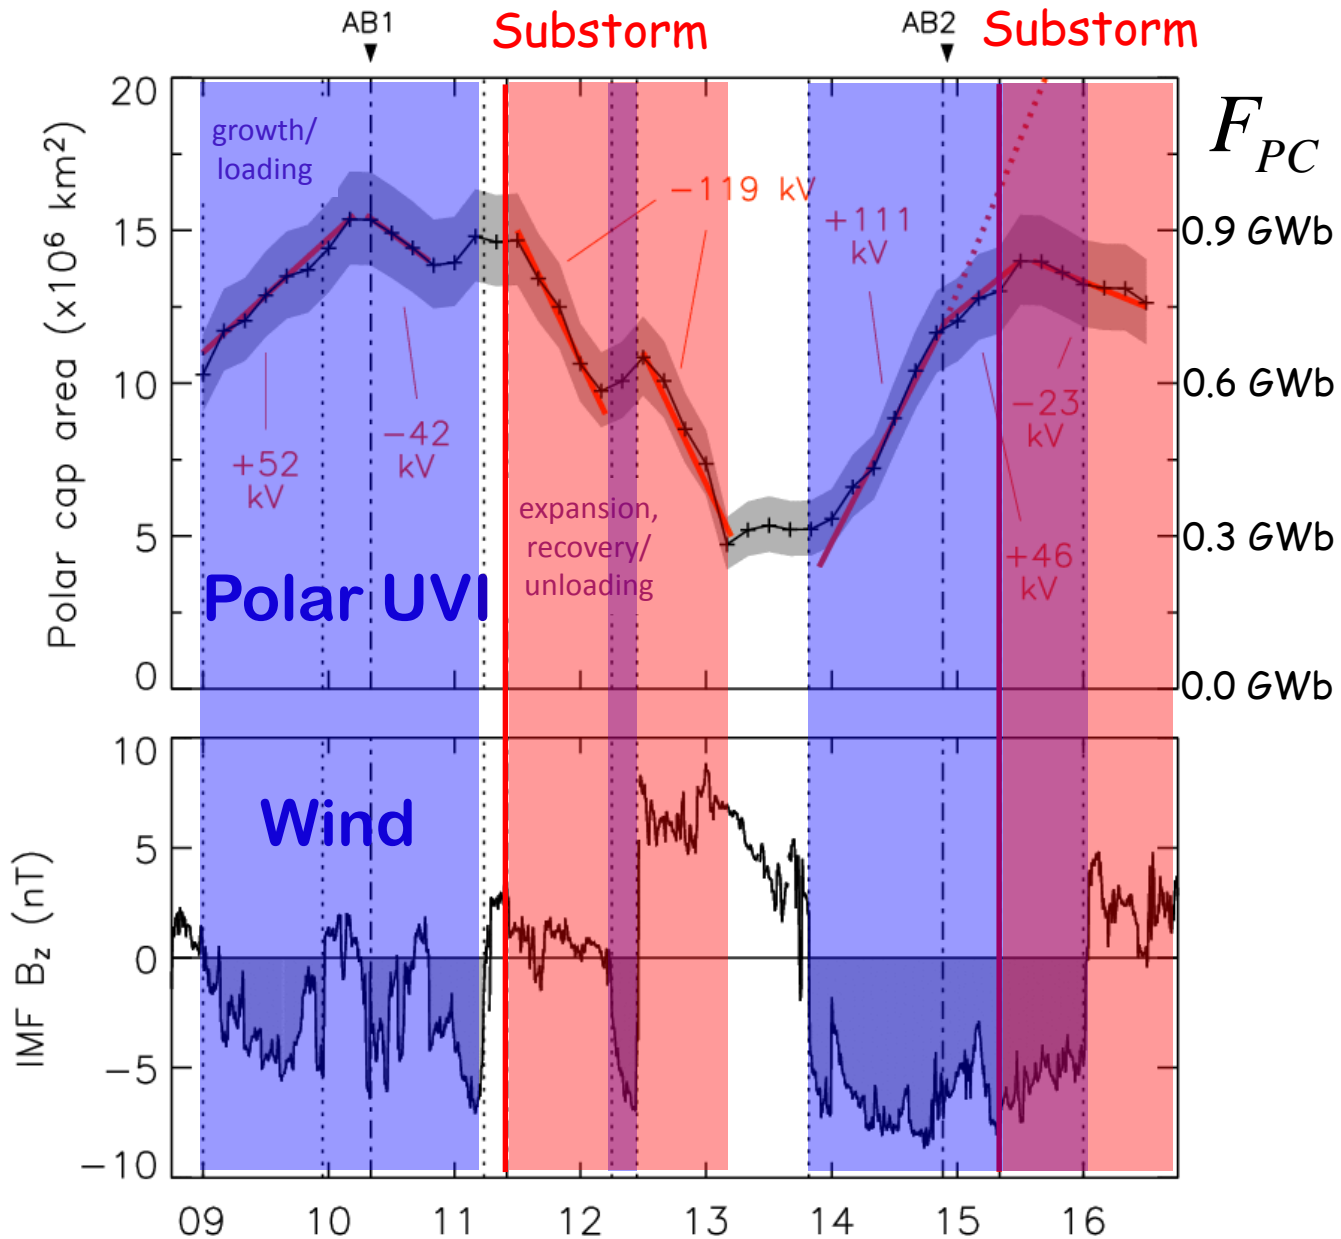 AB1
Substorm
AB2
Substorm
20
15
10
5
0
Polar cap area (x10⁶ km²)
growth/
loading
+52
kV
−42
kV
−119 kV
expansion,
recovery/
unloading
+111
kV
−23
kV
+46
kV
Polar UVI
F_PC
0.9 GWb
0.6 GWb
0.3 GWb
0.0 GWb
10
5
0
−5
−10
IMF B_z (nT)
Wind
09 10 11 12 13 14 15 16